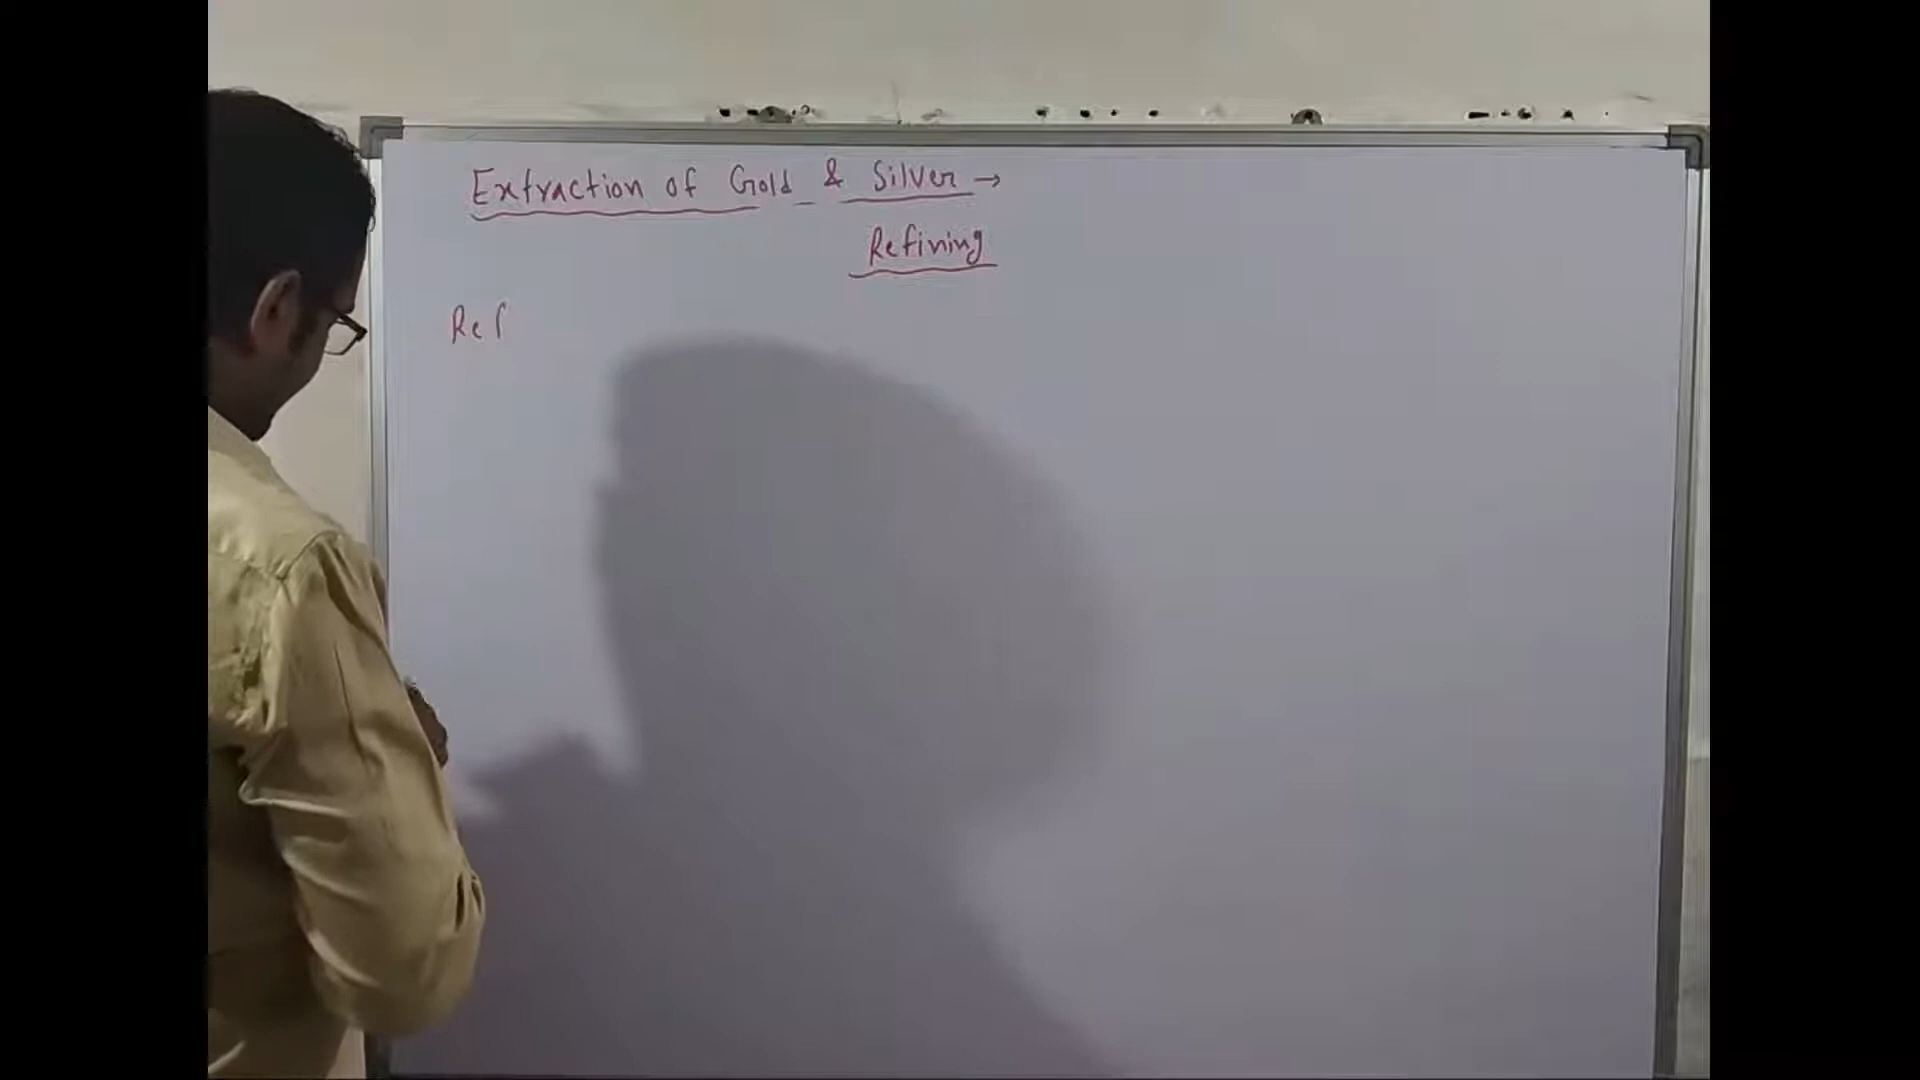 Extraction of Gold & Silver →
Refining
Ref